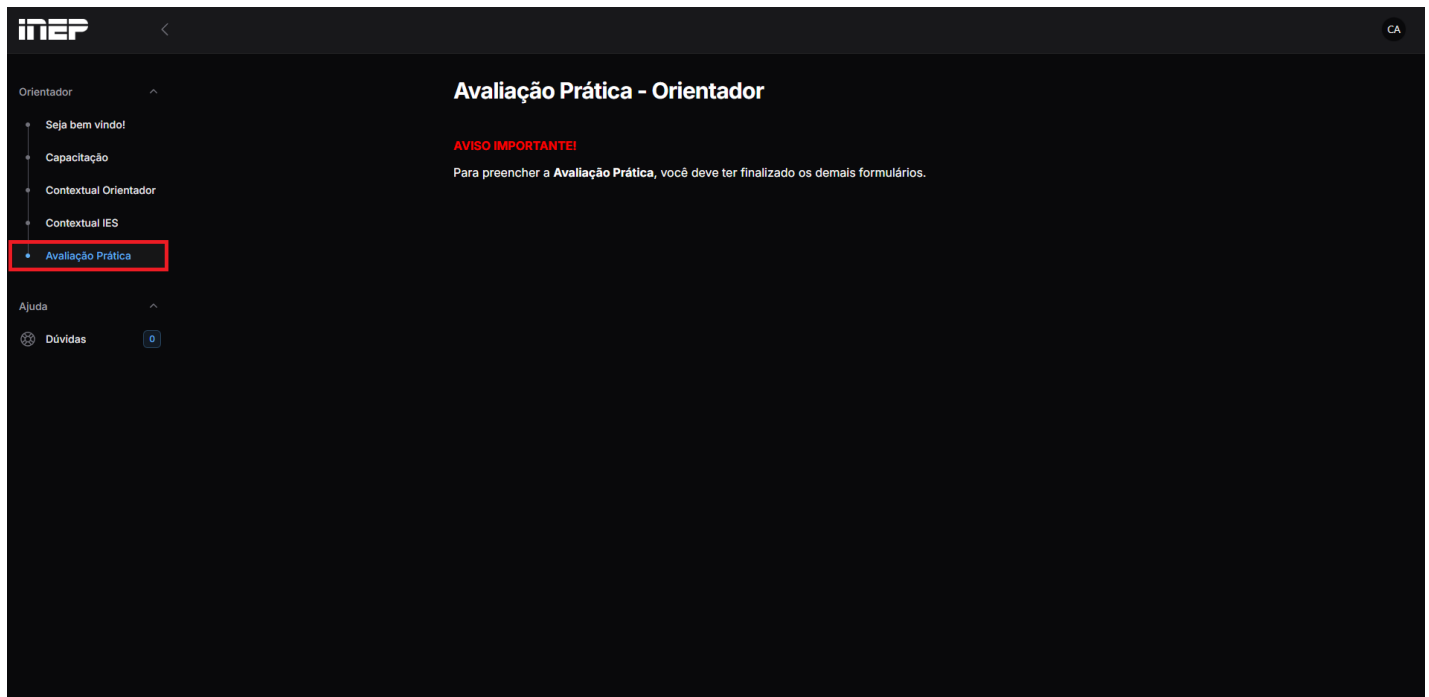 inep
CA
Orientador
Seja bem vindo!
Capacitação
Contextual Orientador
Contextual IES
Avaliação Prática
Ajuda
Dúvidas
0
Avaliação Prática - Orientador
AVISO IMPORTANTE!
Para preencher a Avaliação Prática, você deve ter finalizado os demais formulários.